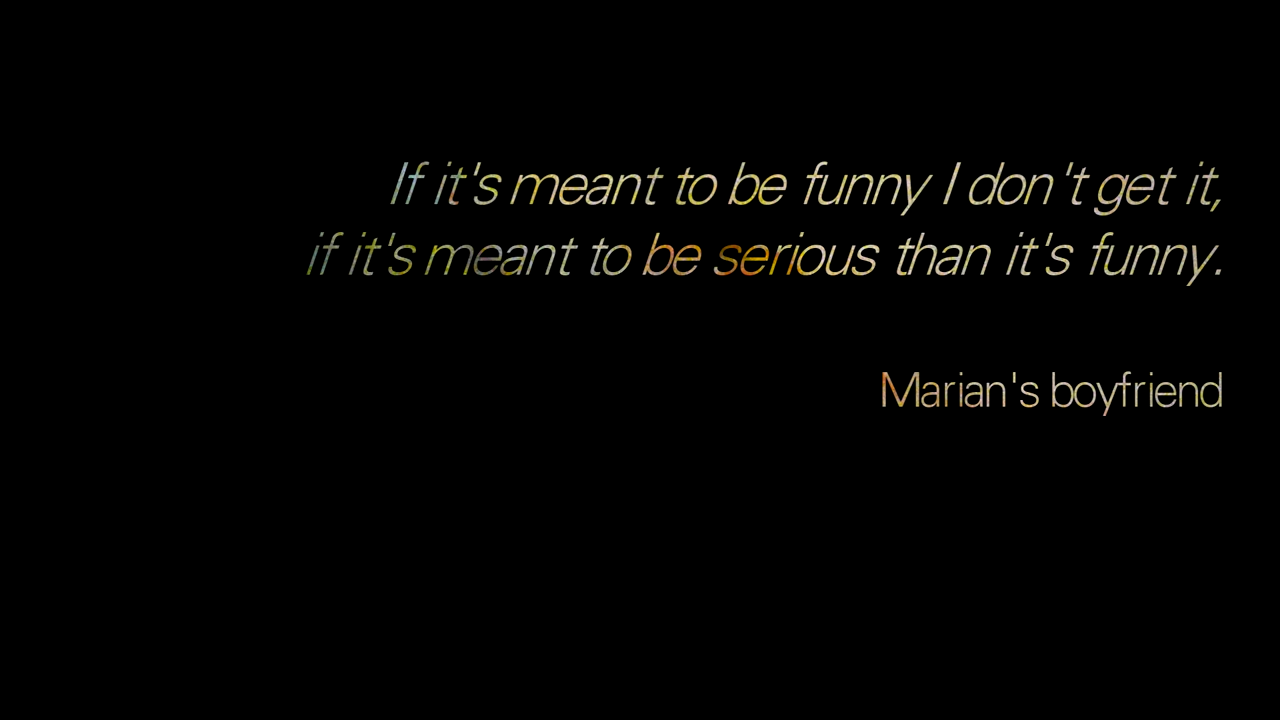 If it's meant to be funny I don't get it,
if it's meant to be serious than it's funny.
Marian's boyfriend